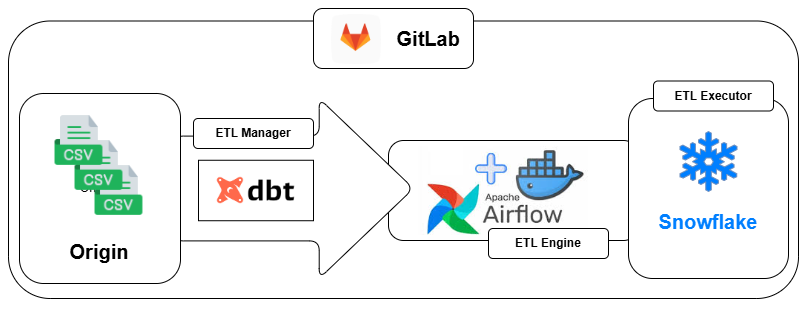 GitLab
ETL Executor
ETL Manager
CSV
CSV
CSV
dbt
Apache
Airflow
Snowflake
Origin
ETL Engine